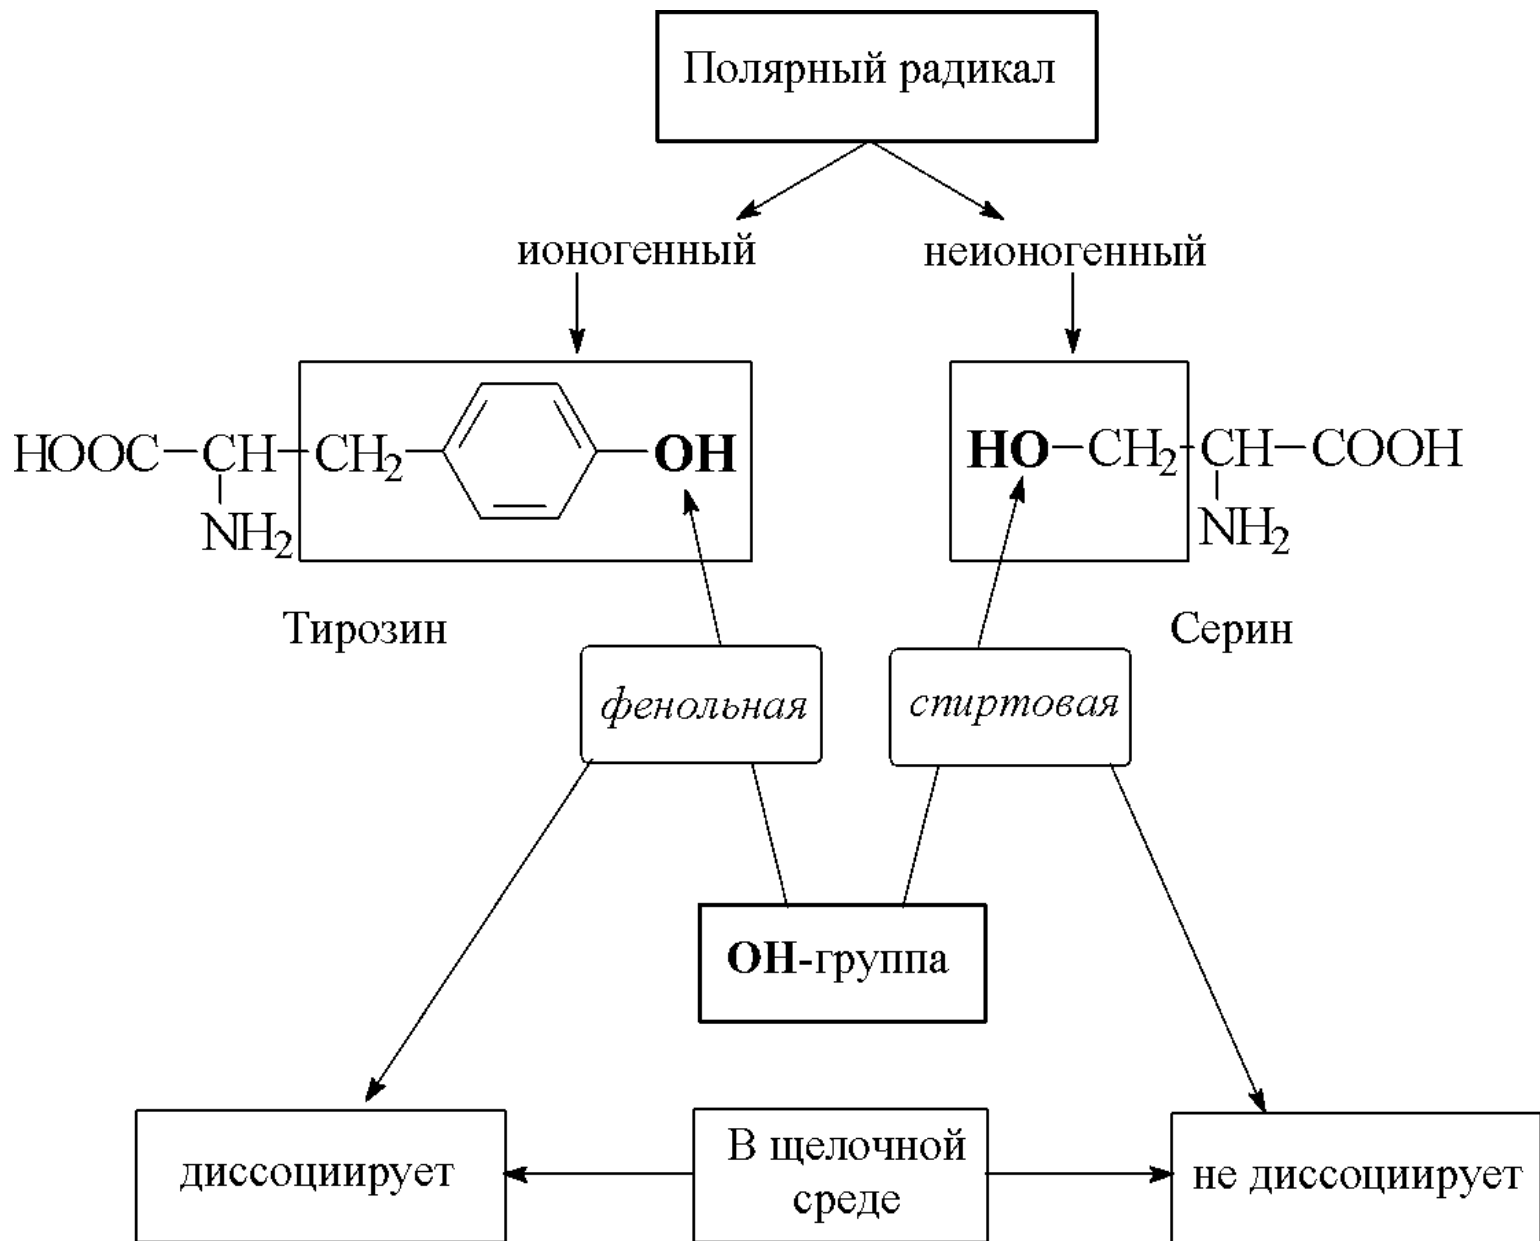 Полярный радикал
ионогенный
неионогенный
HOOC-CH-CH2-OH
NH2
HO-CH2-CH-COOH
NH2
Тирозин
Серин
фенольная
спиртовая
OH-группа
диссоциирует
В щелочной
среде
не диссоциирует